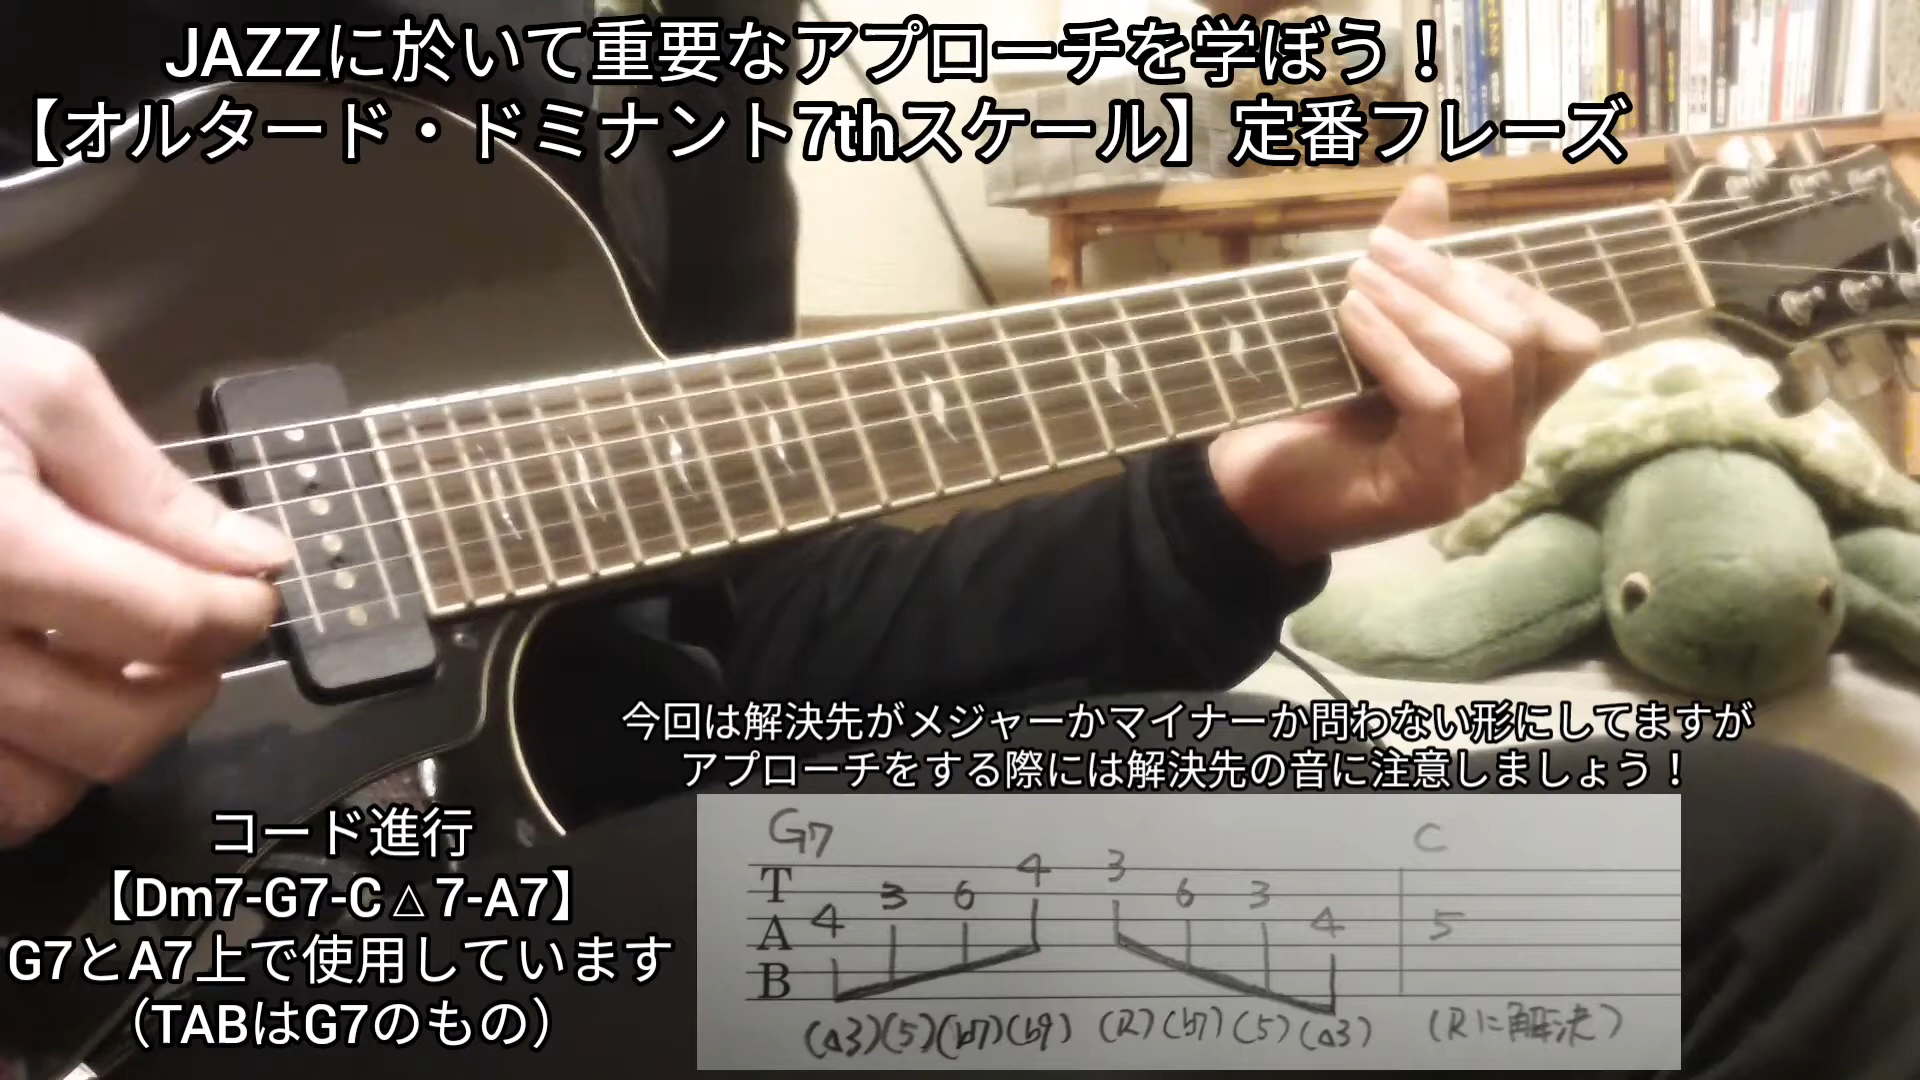 JAZZに於いて重要なアプローチを学ぼう！
【オルタード・ドミナント7thスケール】定番フレーズ
今回は解決先がメジャーかマイナーか問わない形にしてますが
アプローチをする際には解決先の音に注意しましょう！
コード進行
【Dm7-G7-C△7-A7】
G7とA7上で使用しています
（TABはG7のもの）
G7 C
T
A
B
4 3 6 4 3 6 3 4 5
(△3)(5)(b7)(b9) (R)(b7)(5)(△3) (Rに解決)